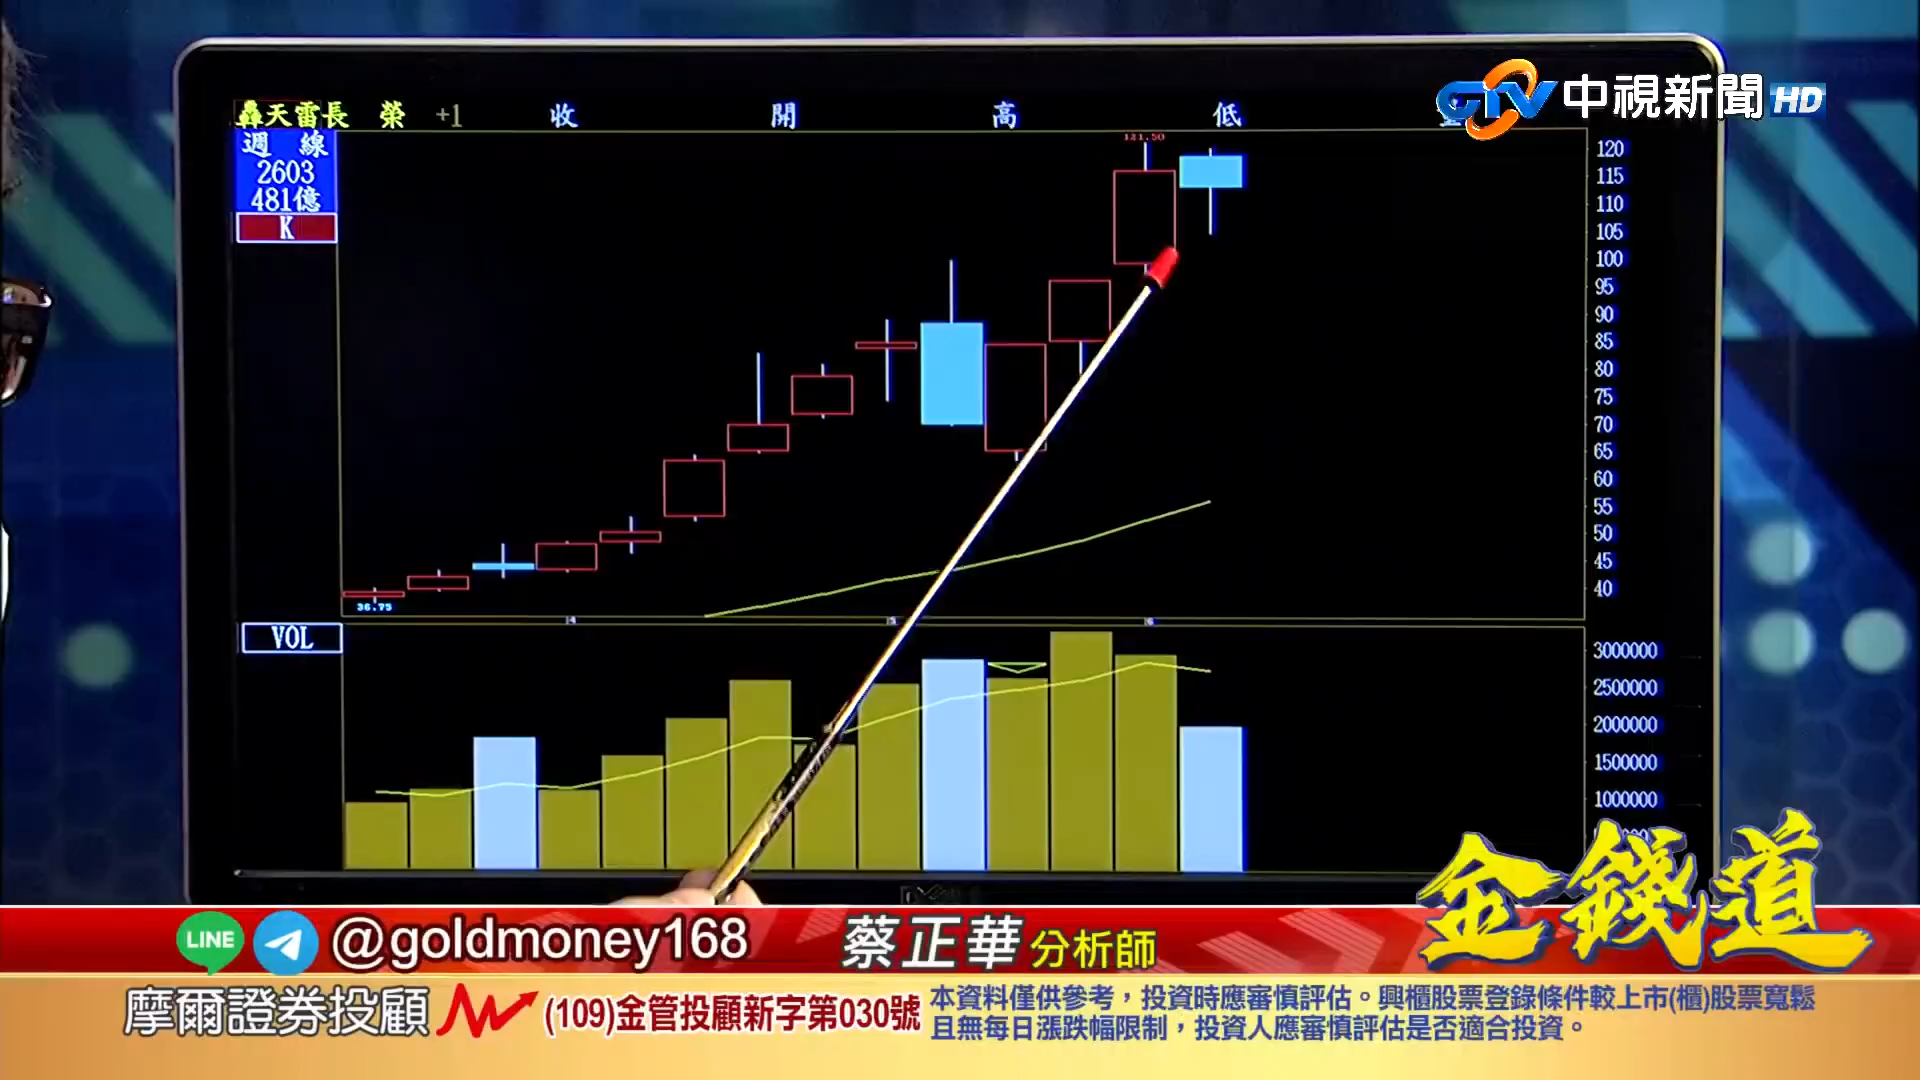 CTV 中視新聞 HD
轟天雷長 榮 +1 收 開 高 低
週 線
2603
481億
K
121.50
120
115
110
105
100
95
90
85
80
75
70
65
60
55
50
45
40
36.75
4 5 6
VOL
3000000
2500000
2000000
1500000
1000000
金錢道
LINE @goldmoney168 蔡正華 分析師
摩爾證券投顧 (109)金管投顧新字第030號
本資料僅供參考，投資時應審慎評估。興櫃股票登錄條件較上市(櫃)股票寬鬆
且無每日漲跌幅限制，投資人應審慎評估是否適合投資。